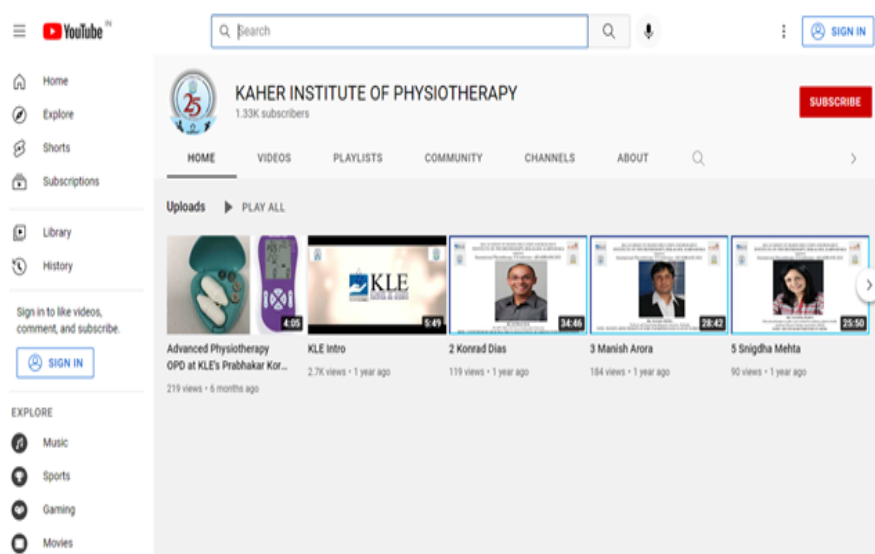 YouTube IN
Search
SIGN IN
Home
Explore
Shorts
Subscriptions
Library
History
Sign in to like videos,
comment, and subscribe.
SIGN IN
EXPLORE
Music
Sports
Gaming
Movies
25
KAHER INSTITUTE OF PHYSIOTHERAPY
1.33K subscribers
SUBSCRIBE
HOME VIDEOS PLAYLISTS COMMUNITY CHANNELS ABOUT
Uploads PLAY ALL
4:05
Advanced Physiotherapy
OPD at KLE's Prabhakar Kor...
219 views • 6 months ago
KLE
5:49
KLE Intro
2.7K views • 1 year ago
34:46
2 Konrad Dias
119 views • 1 year ago
28:42
3 Manish Arora
184 views • 1 year ago
25:50
5 Snigdha Mehta
90 views • 1 year ago